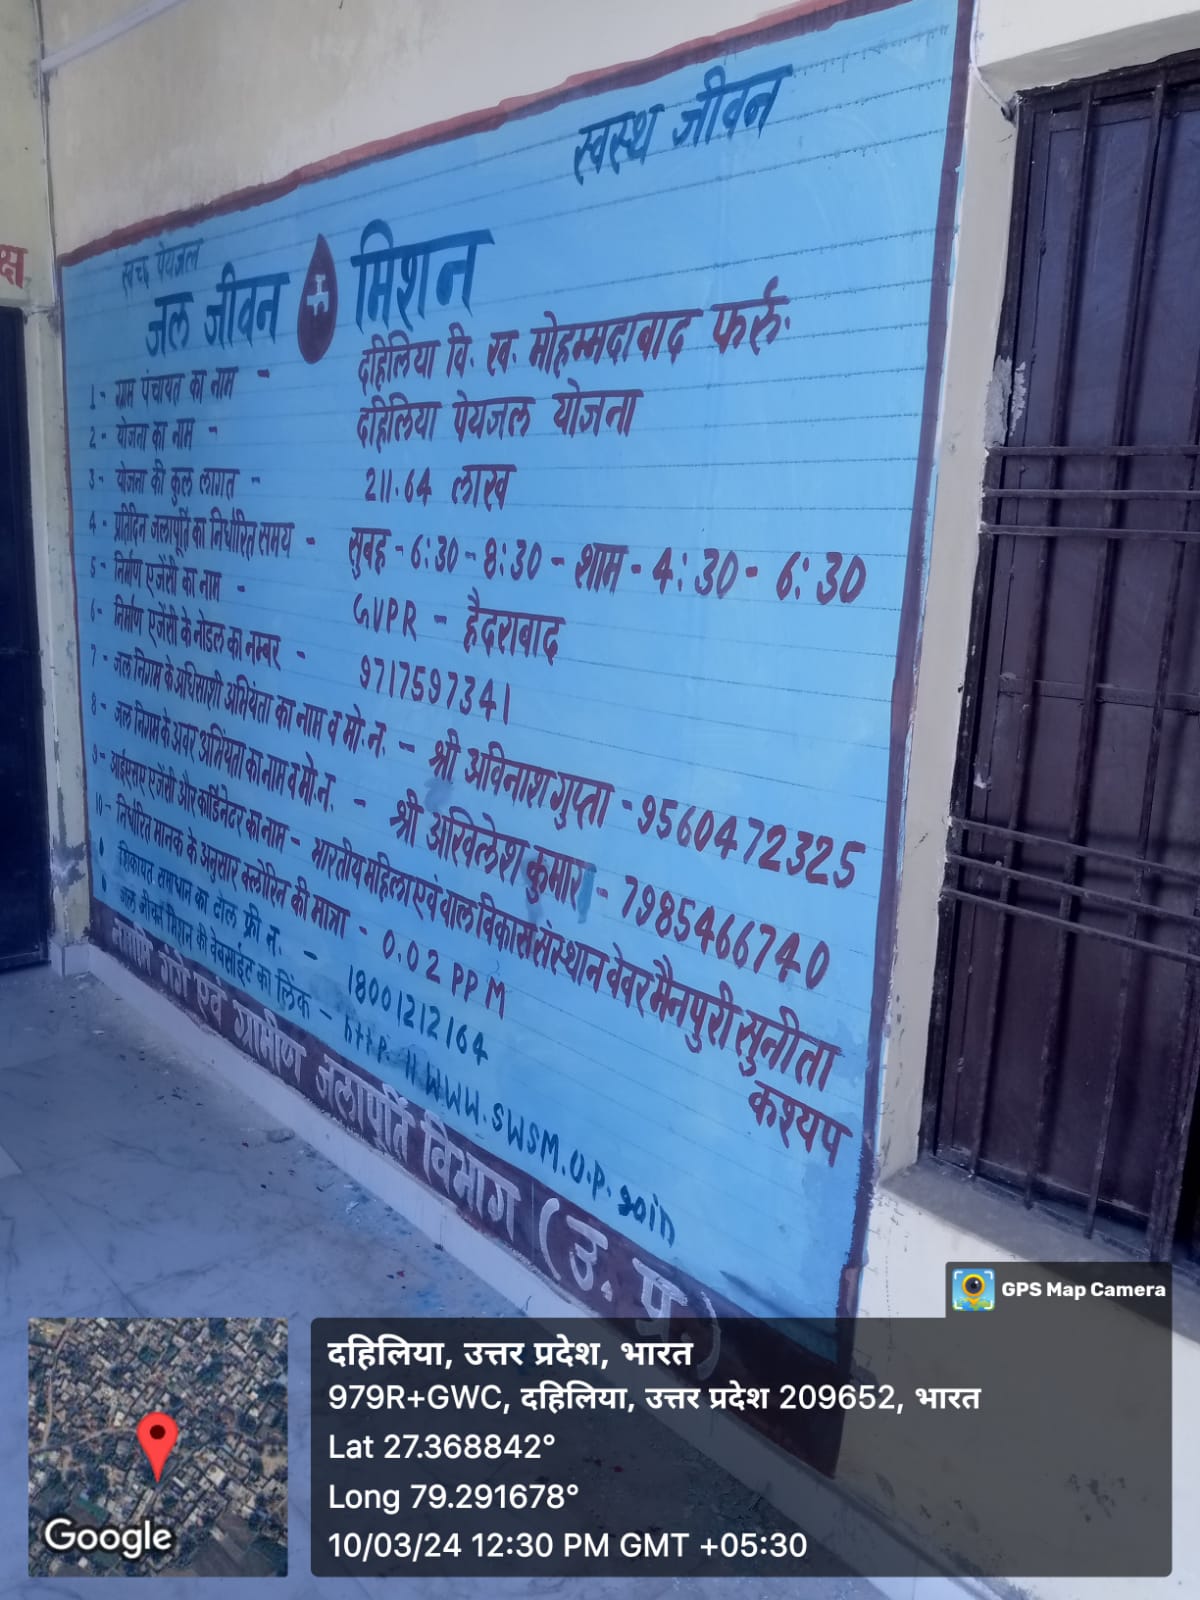 स्वस्थ जीवन
स्वच्छ पेयजल
जल जीवन मिशन
1- ग्राम पंचायत का नाम - दहिलिया वि. ख. मोहम्मदाबाद फर्रु.
2- योजना का नाम - दहिलिया पेयजल योजना
3- योजना की कुल लागत - 211.64 लाख
4- प्रतिदिन जलापूर्ति का निर्धारित समय - सुबह - 6:30 - 8:30 - शाम - 4:30 - 6:30
5- निर्माण एजेंसी का नाम - GVPR - हैदराबाद
6- निर्माण एजेंसी के नोडल का नम्बर - 9717597341
7- जल निगम के अधिसाशी अभियंता का नाम व मो.न. - श्री अविनाश गुप्ता - 9560472325
8- जल निगम के अवर अभियंता का नाम व मो.न. - श्री अखिलेश कुमार - 7985466740
9- आईएसए एजेंसी और कार्डिनेटर का नाम - भारतीय महिला एवं बाल विकास संस्थान वेवर मैनपुरी सुनीता
कश्यप
10- निर्धारित मानक के अनुसार क्लोरिन की मात्रा - 0.02 PPM
शिकायत समाधान का टोल फ्री न. - 18001212164
जल जीवन मिशन की वेबसाईट का लिंक - http.//WWW.SWSM.U.P.goin
नमामि गंगे एवं ग्रामीण जलापूर्ति विभाग (उ. प्र.)
क्ष
GPS Map Camera
दहिलिया, उत्तर प्रदेश, भारत
979R+GWC, दहिलिया, उत्तर प्रदेश 209652, भारत
Lat 27.368842°
Long 79.291678°
10/03/24 12:30 PM GMT +05:30
Google